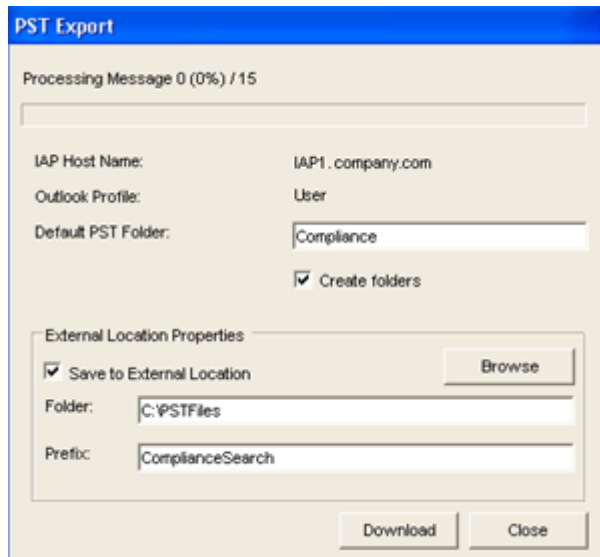 PST Export
Processing Message 0 (0%) / 15
IAP Host Name: IAP1.company.com
Outlook Profile: User
Default PST Folder: Compliance
Create folders
External Location Properties
Save to External Location Browse
Folder: C:\PSTFiles
Prefix: ComplianceSearch
Download Close